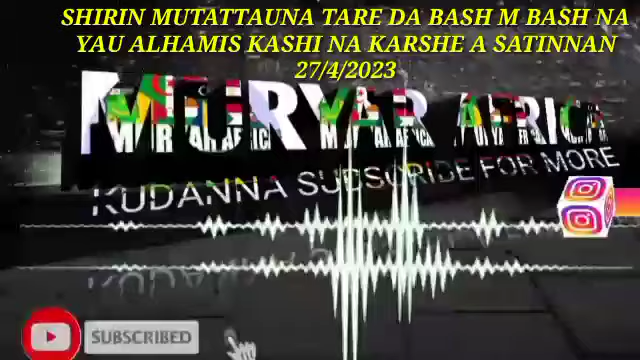 SHIRIN MUTATTAUNA TARE DA BASH M BASH NA
YAU ALHAMIS KASHI NA KARSHE A SATINNAN
27/4/2023
MURYAR AFRICA
KUDANNA SUBSCRIBE FOR MORE
SUBSCRIBED